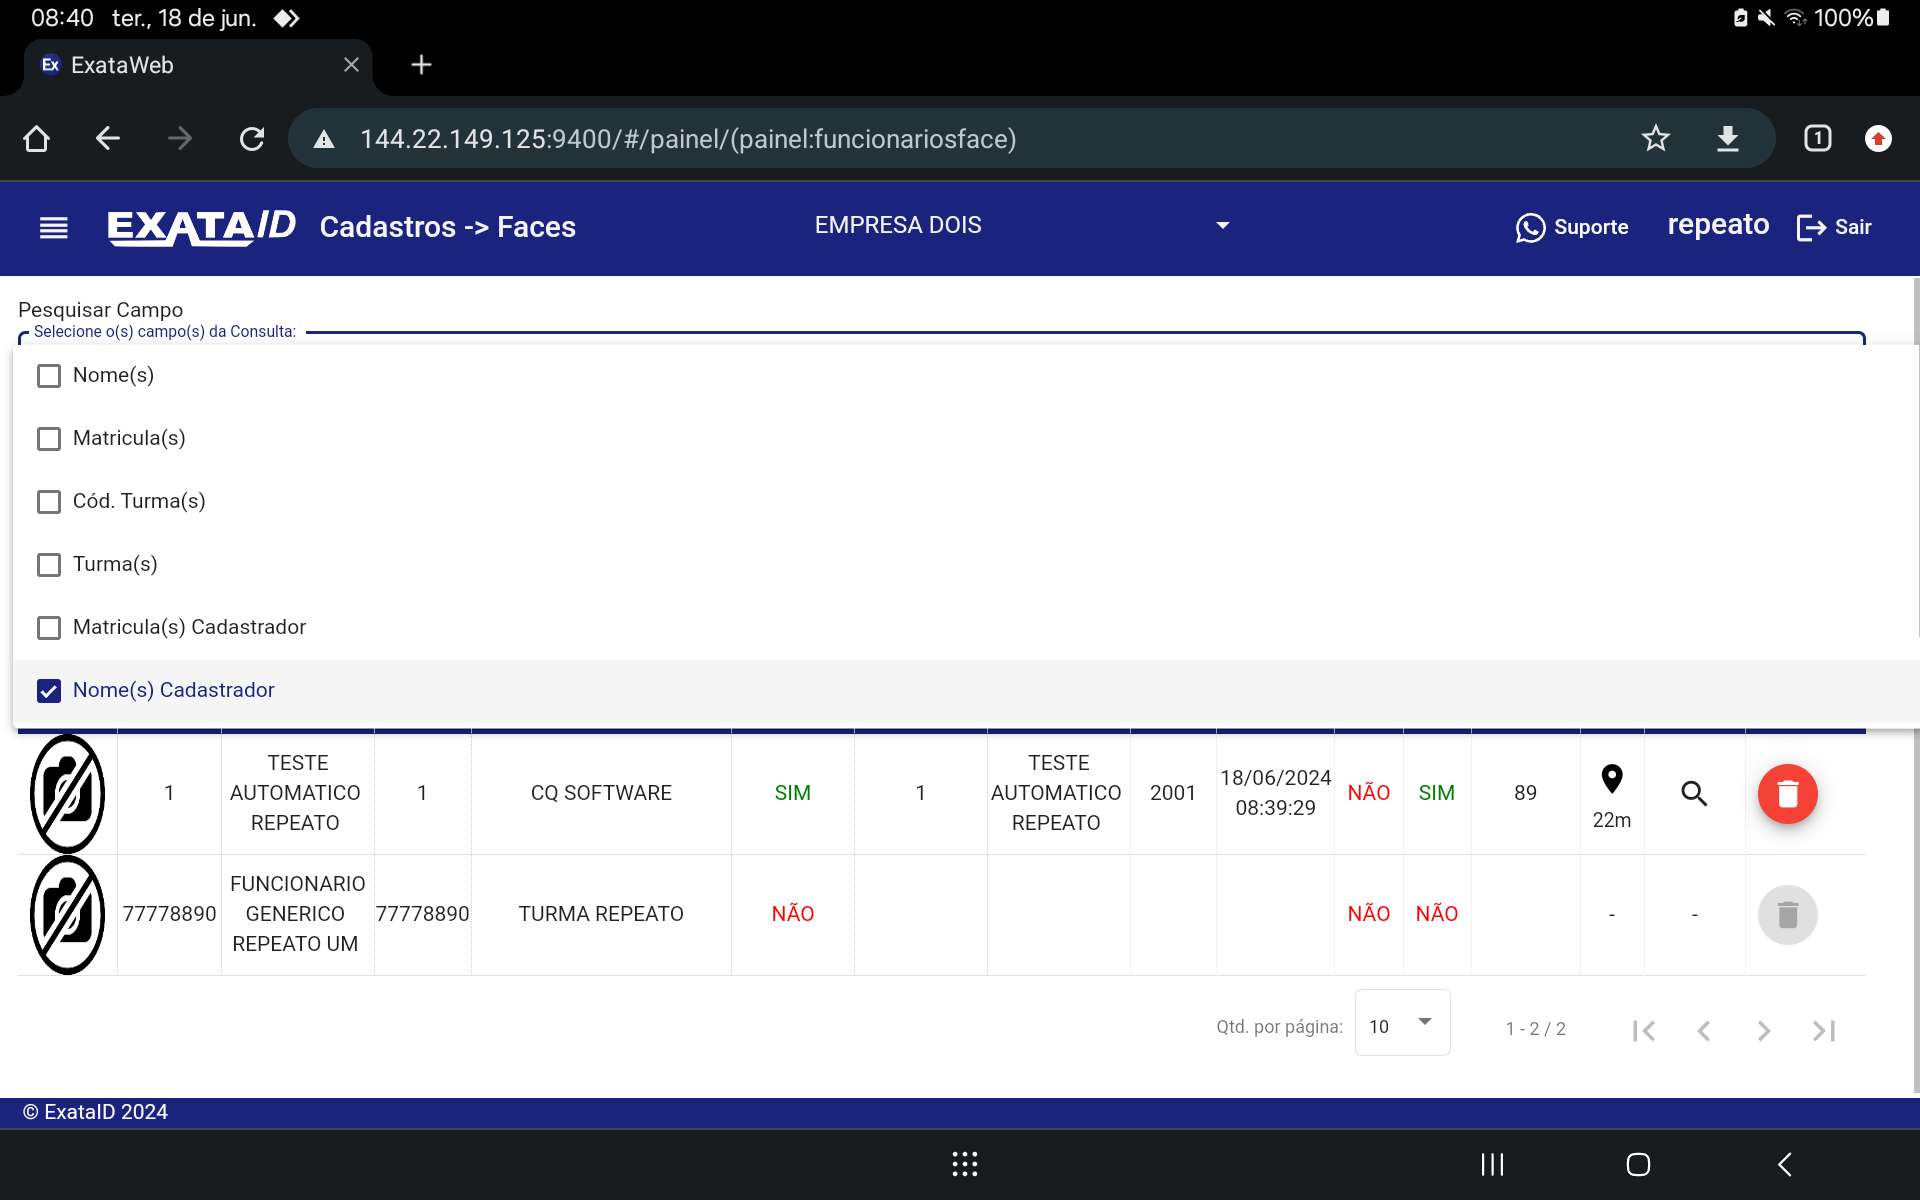 08:40 ter., 18 de jun.
100%
Ex ExataWeb
144.22.149.125:9400/#/painel/(painel:funcionariosface)
1
EXATA ID Cadastros -> Faces EMPRESA DOIS Suporte repeato Sair
Pesquisar Campo
Selecione o(s) campo(s) da Consulta:
Nome(s)
Matricula(s)
Cód. Turma(s)
Turma(s)
Matricula(s) Cadastrador
Nome(s) Cadastrador
1 TESTE AUTOMATICO REPEATO 1 CQ SOFTWARE SIM 1 TESTE AUTOMATICO REPEATO 2001 18/06/2024 08:39:29 NÃO SIM 89 22m
77778890 FUNCIONARIO GENERICO REPEATO UM 77778890 TURMA REPEATO NÃO NÃO NÃO - -
Qtd. por página: 10 1 - 2 / 2
© ExataID 2024